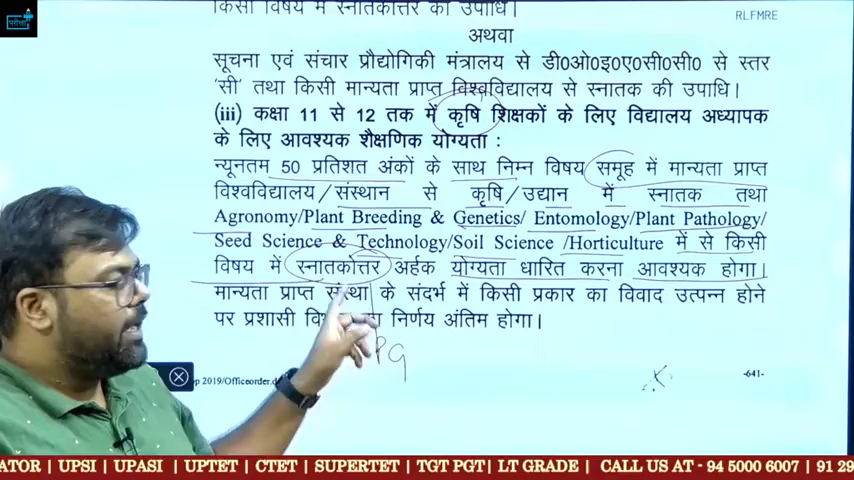 किसी विषय में स्नातकोत्तर की उपाधि।
RLFMRE
परीक्षा
अथवा
सूचना एवं संचार प्रौद्योगिकी मंत्रालय से डी0ओ0इ0ए0सी0सी0 से स्तर
'सी' तथा किसी मान्यता प्राप्त विश्वविद्यालय से स्नातक की उपाधि।
(iii) कक्षा 11 से 12 तक में कृषि शिक्षकों के लिए विद्यालय अध्यापक
के लिए आवश्यक शैक्षणिक योग्यता :
न्यूनतम 50 प्रतिशत अंकों के साथ निम्न विषय समूह में मान्यता प्राप्त
विश्वविद्यालय/संस्थान से कृषि/उद्यान में स्नातक तथा
Agronomy/Plant Breeding & Genetics/ Entomology/Plant Pathology/
Seed Science & Technology/Soil Science /Horticulture में से किसी
विषय में स्नातकोत्तर अर्हक योग्यता धारित करना आवश्यक होगा।
मान्यता प्राप्त संस्था के संदर्भ में किसी प्रकार का विवाद उत्पन्न होने
पर प्रशासी निर्णय अंतिम होगा।
PG
p 2019/Officeorder.d
-641-
ATOR | UPSI | UPASI | UPTET | CTET | SUPERTET | TGT PGT| LT GRADE | CALL US AT - 94 5000 6007 | 91 29